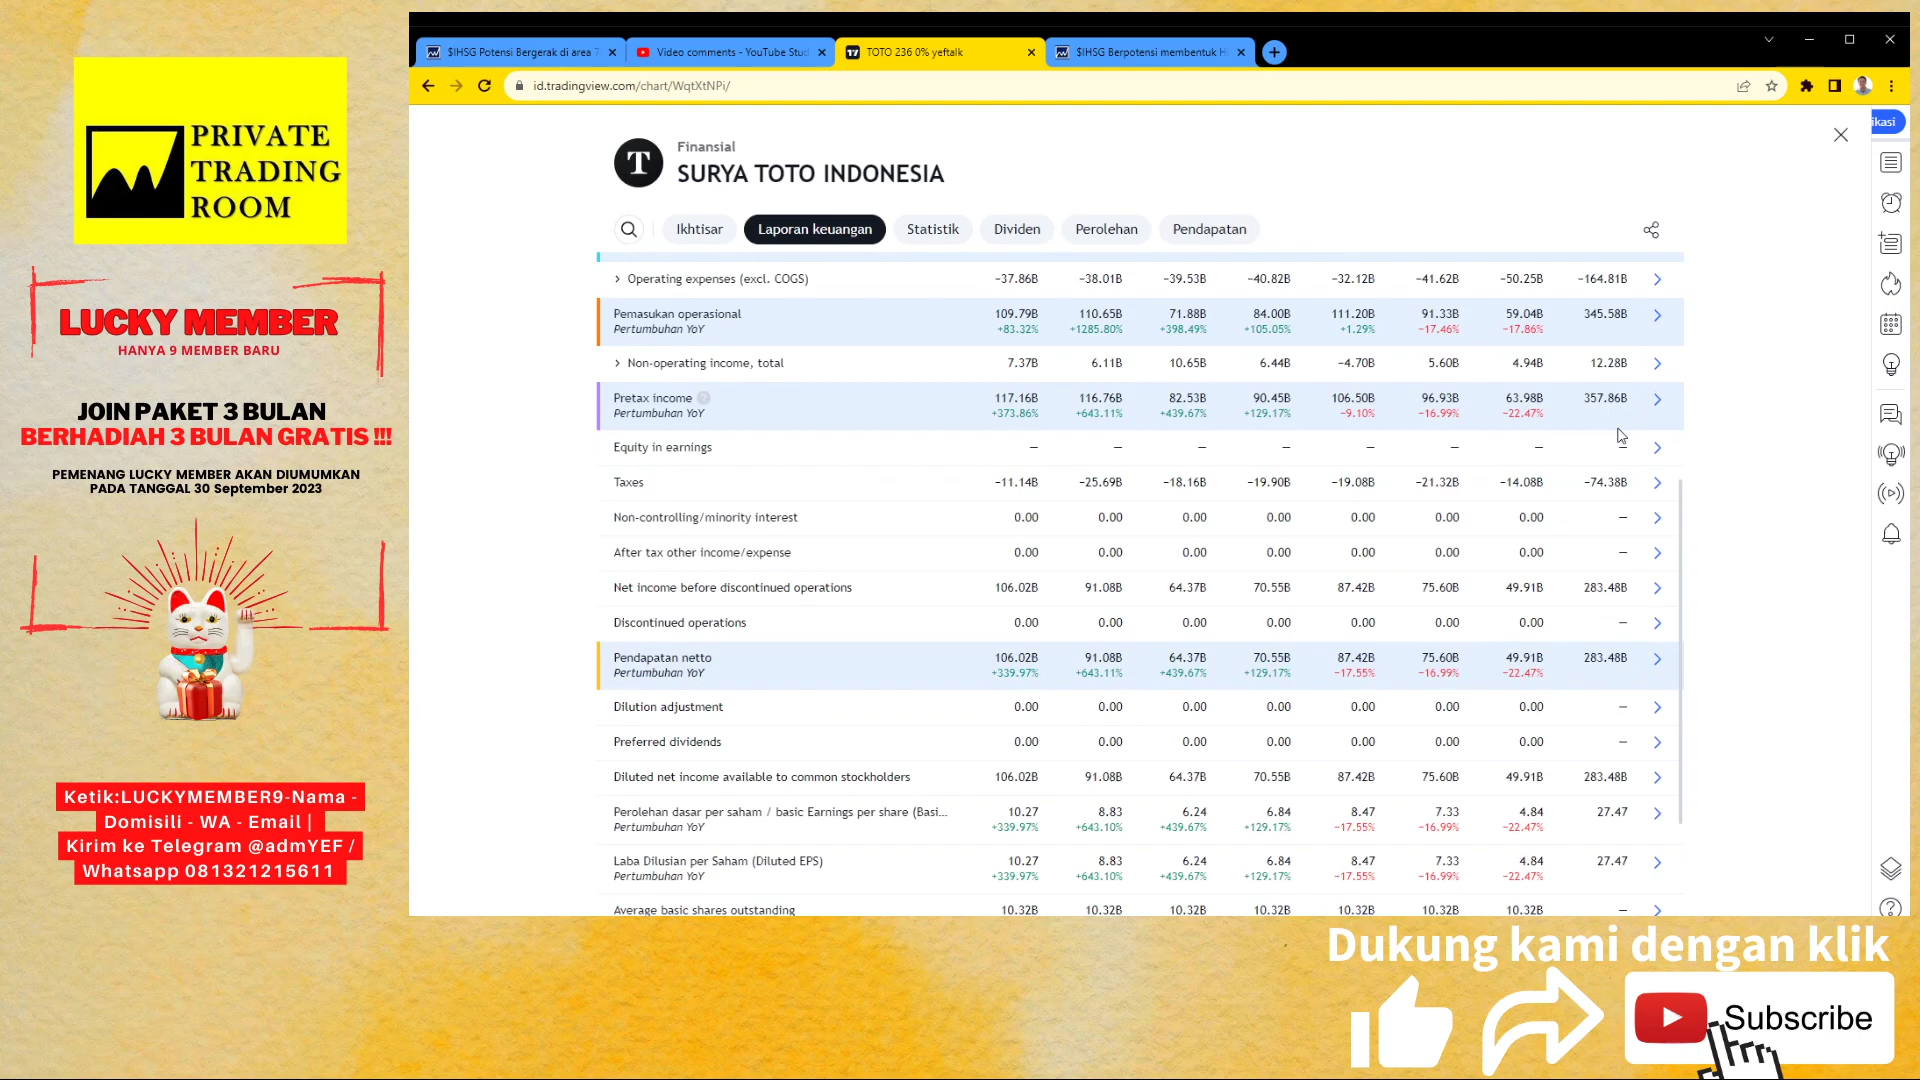 PRIVATE
TRADING
ROOM
LUCKY MEMBER
HANYA 9 MEMBER BARU
JOIN PAKET 3 BULAN
BERHADIAH 3 BULAN GRATIS !!!
PEMENANG LUCKY MEMBER AKAN DIUMUMKAN
PADA TANGGAL 30 September 2023
Ketik:LUCKYMEMBER9-Nama -
Domisili - WA - Email |
Kirim ke Telegram @admYEF /
Whatsapp 081321215611
$IHSG Potensi Bergerak di area Video comments - YouTube Stud TOTO 236 0% yeftalk $IHSG Berpotensi membentuk
id.tradingview.com/chart/WqtXtNPi/
ikasi
Finansial
SURYA TOTO INDONESIA
Ikhtisar Laporan keuangan Statistik Dividen Perolehan Pendapatan
Operating expenses (excl. COGS) −37.86B −38.01B −39.53B −40.82B −32.12B −41.62B −50.25B −164.81B
Pemasukan operasional 109.79B 110.65B 71.88B 84.00B 111.20B 91.33B 59.04B 345.58B
Pertumbuhan YoY +83.32% +1285.80% +398.49% +105.05% +1.29% −17.46% −17.86%
Non-operating income, total 7.37B 6.11B 10.65B 6.44B −4.70B 5.60B 4.94B 12.28B
Pretax income 117.16B 116.76B 82.53B 90.45B 106.50B 96.93B 63.98B 357.86B
Pertumbuhan YoY +373.86% +643.11% +439.67% +129.17% −9.10% −16.99% −22.47%
Equity in earnings — — — — — — — —
Taxes −11.14B −25.69B −18.16B −19.90B −19.08B −21.32B −14.08B −74.38B
Non-controlling/minority interest 0.00 0.00 0.00 0.00 0.00 0.00 0.00 —
After tax other income/expense 0.00 0.00 0.00 0.00 0.00 0.00 0.00 —
Net income before discontinued operations 106.02B 91.08B 64.37B 70.55B 87.42B 75.60B 49.91B 283.48B
Discontinued operations 0.00 0.00 0.00 0.00 0.00 0.00 0.00 —
Pendapatan netto 106.02B 91.08B 64.37B 70.55B 87.42B 75.60B 49.91B 283.48B
Pertumbuhan YoY +339.97% +643.11% +439.67% +129.17% −17.55% −16.99% −22.47%
Dilution adjustment 0.00 0.00 0.00 0.00 0.00 0.00 0.00 —
Preferred dividends 0.00 0.00 0.00 0.00 0.00 0.00 0.00 —
Diluted net income available to common stockholders 106.02B 91.08B 64.37B 70.55B 87.42B 75.60B 49.91B 283.48B
Perolehan dasar per saham / basic Earnings per share (Basi... 10.27 8.83 6.24 6.84 8.47 7.33 4.84 27.47
Pertumbuhan YoY +339.97% +643.10% +439.67% +129.17% −17.55% −16.99% −22.47%
Laba Dilusian per Saham (Diluted EPS) 10.27 8.83 6.24 6.84 8.47 7.33 4.84 27.47
Pertumbuhan YoY +339.97% +643.10% +439.67% +129.17% −17.55% −16.99% −22.47%
Average basic shares outstanding 10.32B 10.32B 10.32B 10.32B 10.32B 10.32B 10.32B —
Dukung kami dengan klik
Subscribe